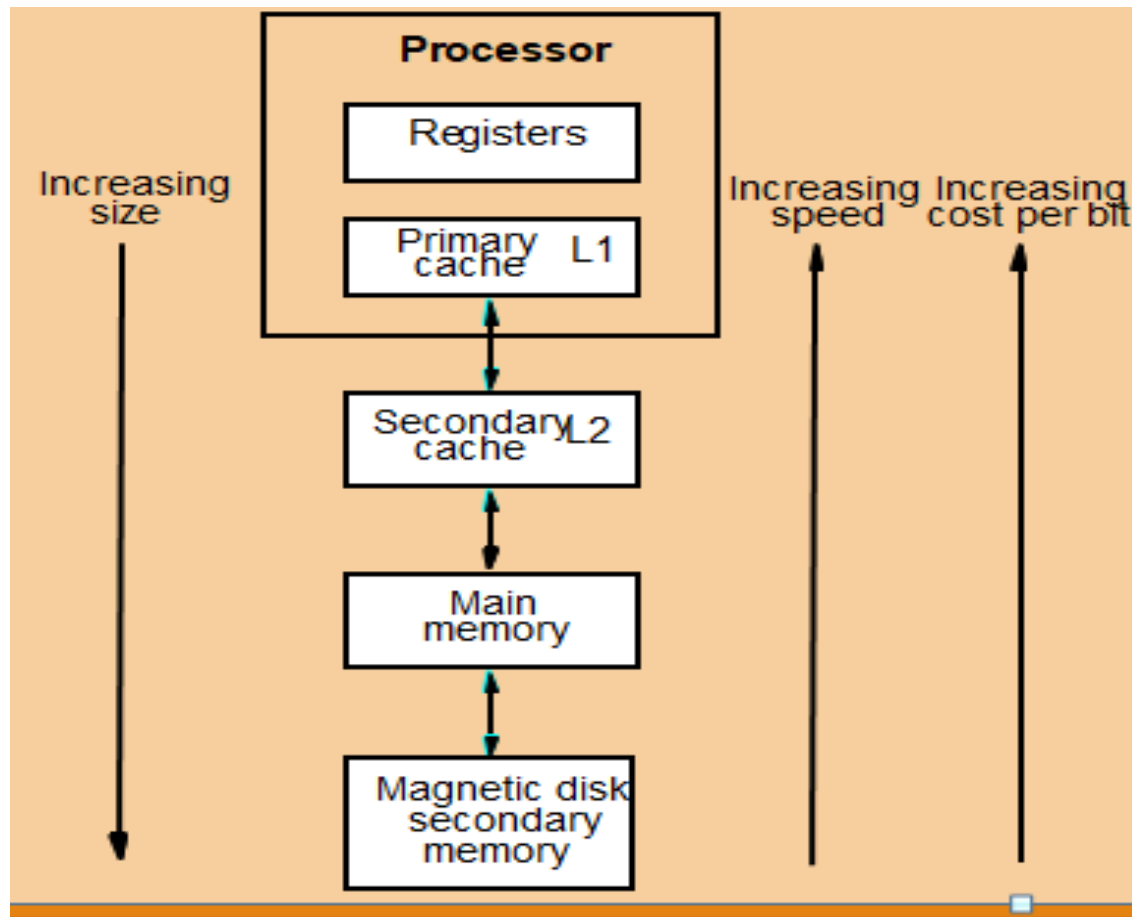 Processor
Registers
Increasing
size
Primary
cache L1
Increasing
speed
Increasing
cost per bit
Secondary
cache L2
Main
memory
Magnetic disk
secondary
memory